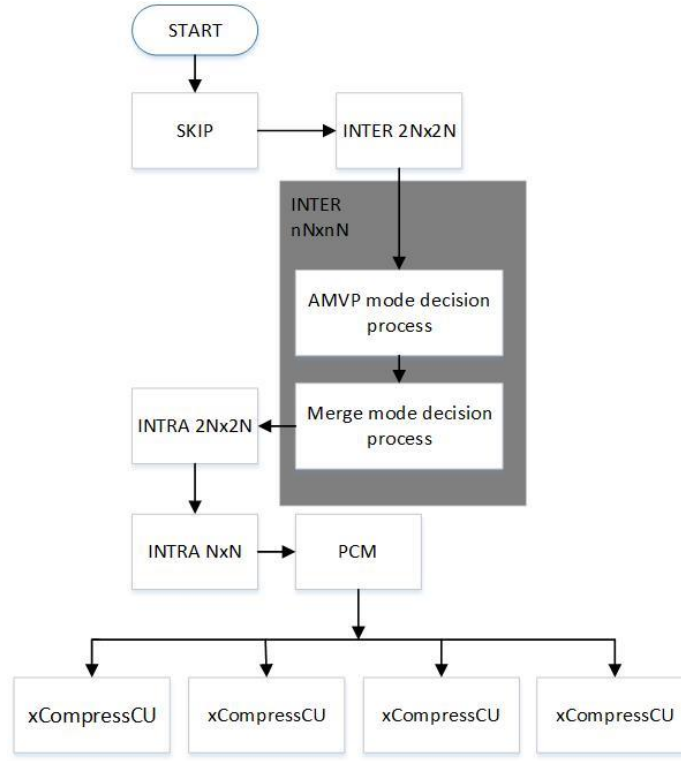 START
SKIP
INTER 2Nx2N
INTER
nNxnN
AMVP mode decision
process
Merge mode decision
process
INTRA 2Nx2N
INTRA NxN
PCM
xCompressCU
xCompressCU
xCompressCU
xCompressCU